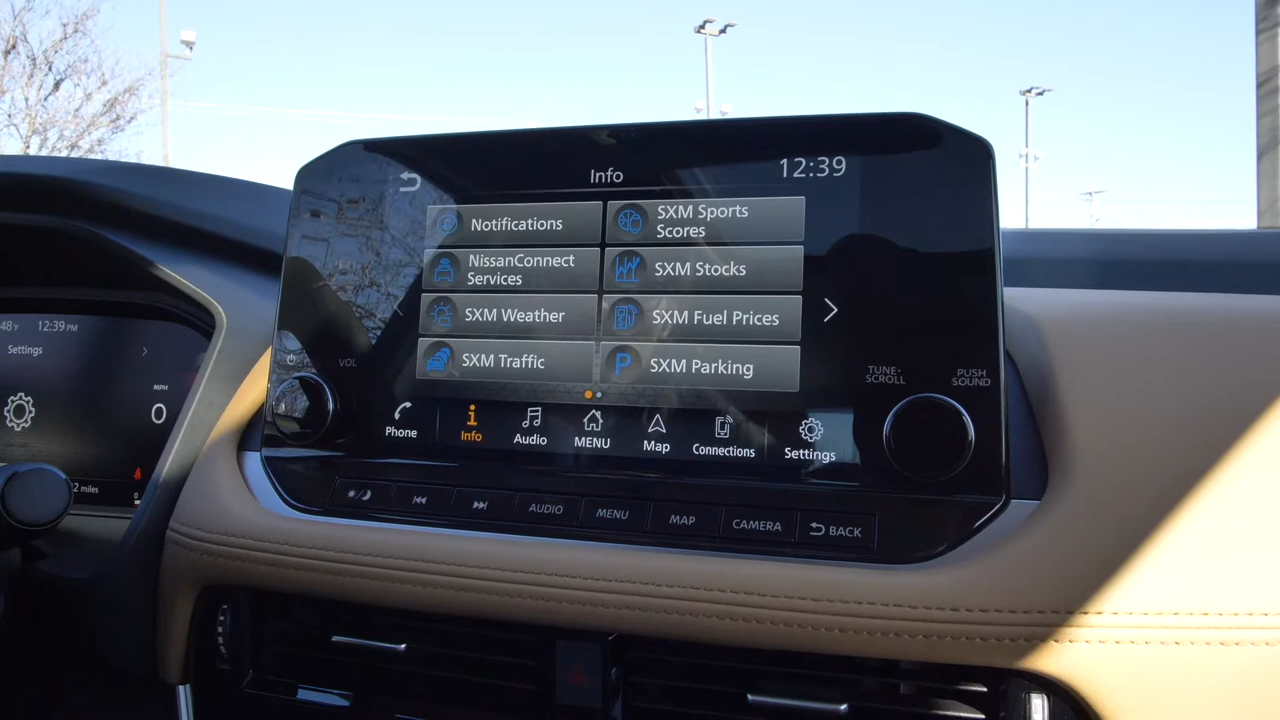 Info
12:39
Notifications
SXM Sports
Scores
NissanConnect
Services
SXM Stocks
SXM Weather
SXM Fuel Prices
SXM Traffic
P
SXM Parking
VOL
TUNE·
SCROLL
PUSH
SOUND
Phone
Info
Audio
MENU
Map
Connections
Settings
AUDIO
MENU
MAP
CAMERA
BACK
48°F
12:39 PM
Settings
MPH
0
2 miles
0